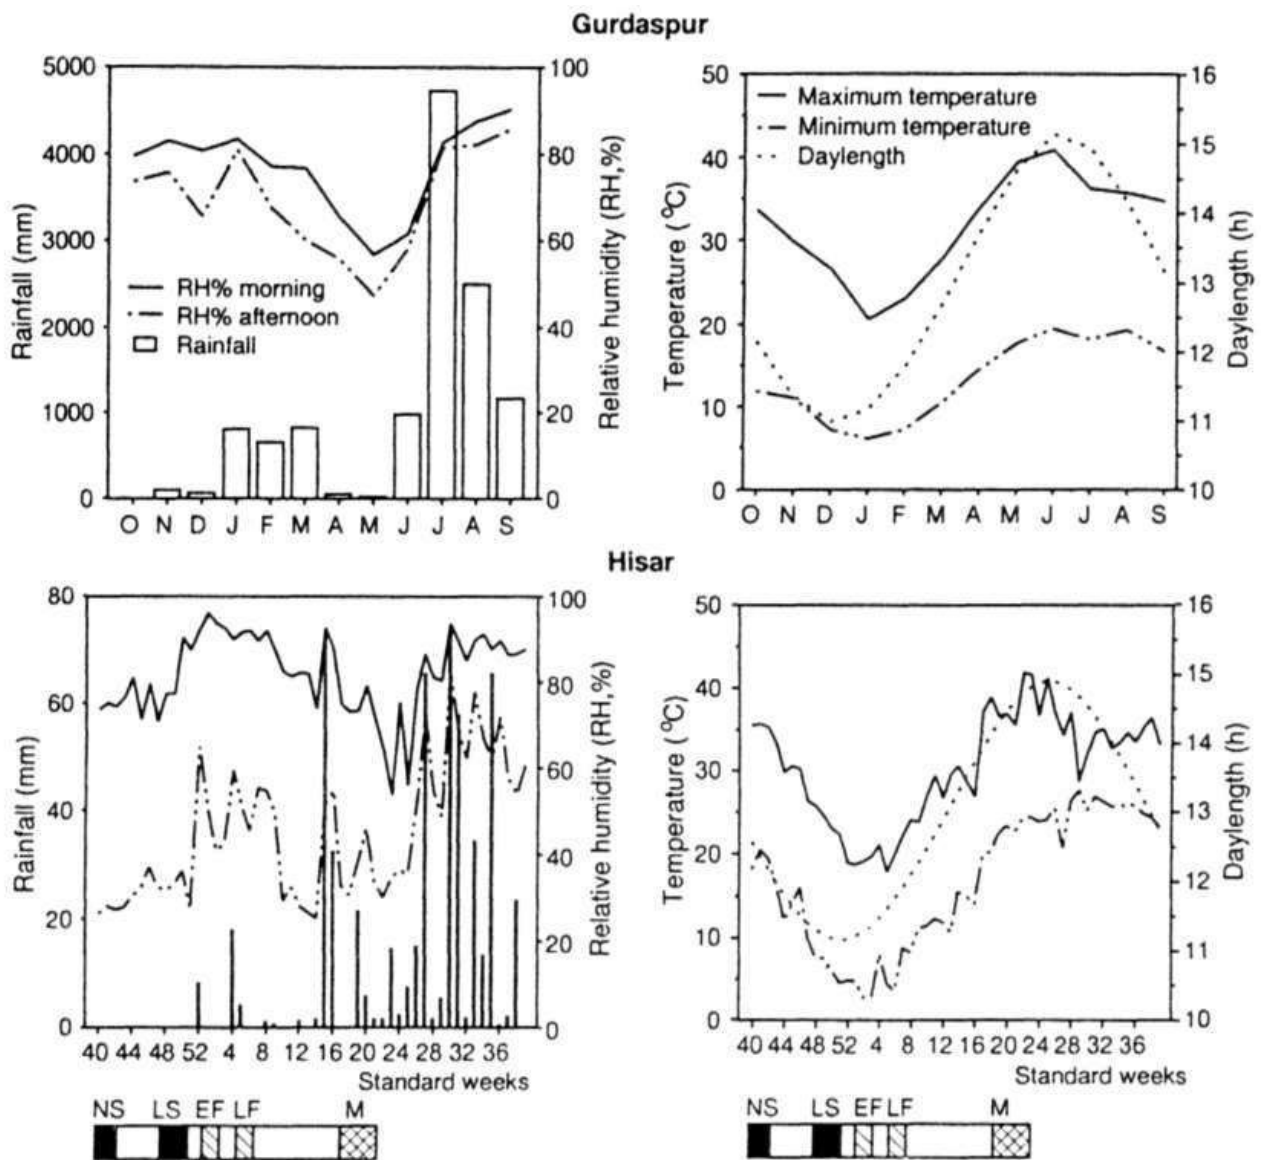 Gurdaspur
5000
4000
3000
2000
1000
0
Rainfall (mm)
RH% morning
RH% afternoon
Rainfall
100
80
60
40
20
0
Relative humidity (RH,%)
O N D J F M A M J J A S
50
40
30
20
10
0
Temperature (°C)
Maximum temperature
Minimum temperature
Daylength
16
15
14
13
12
11
10
Daylength (h)
O N D J F M A M J J A S
Hisar
80
60
40
20
0
Rainfall (mm)
100
80
60
40
20
0
Relative humidity (RH,%)
40 44 48 52 4 8 12 16 20 24 28 32 36
Standard weeks
NS LS EF LF M
50
40
30
20
10
0
Temperature (°C)
16
15
14
13
12
11
10
Daylength (h)
40 44 48 52 4 8 12 16 20 24 28 32 36
Standard weeks
NS LS EF LF M